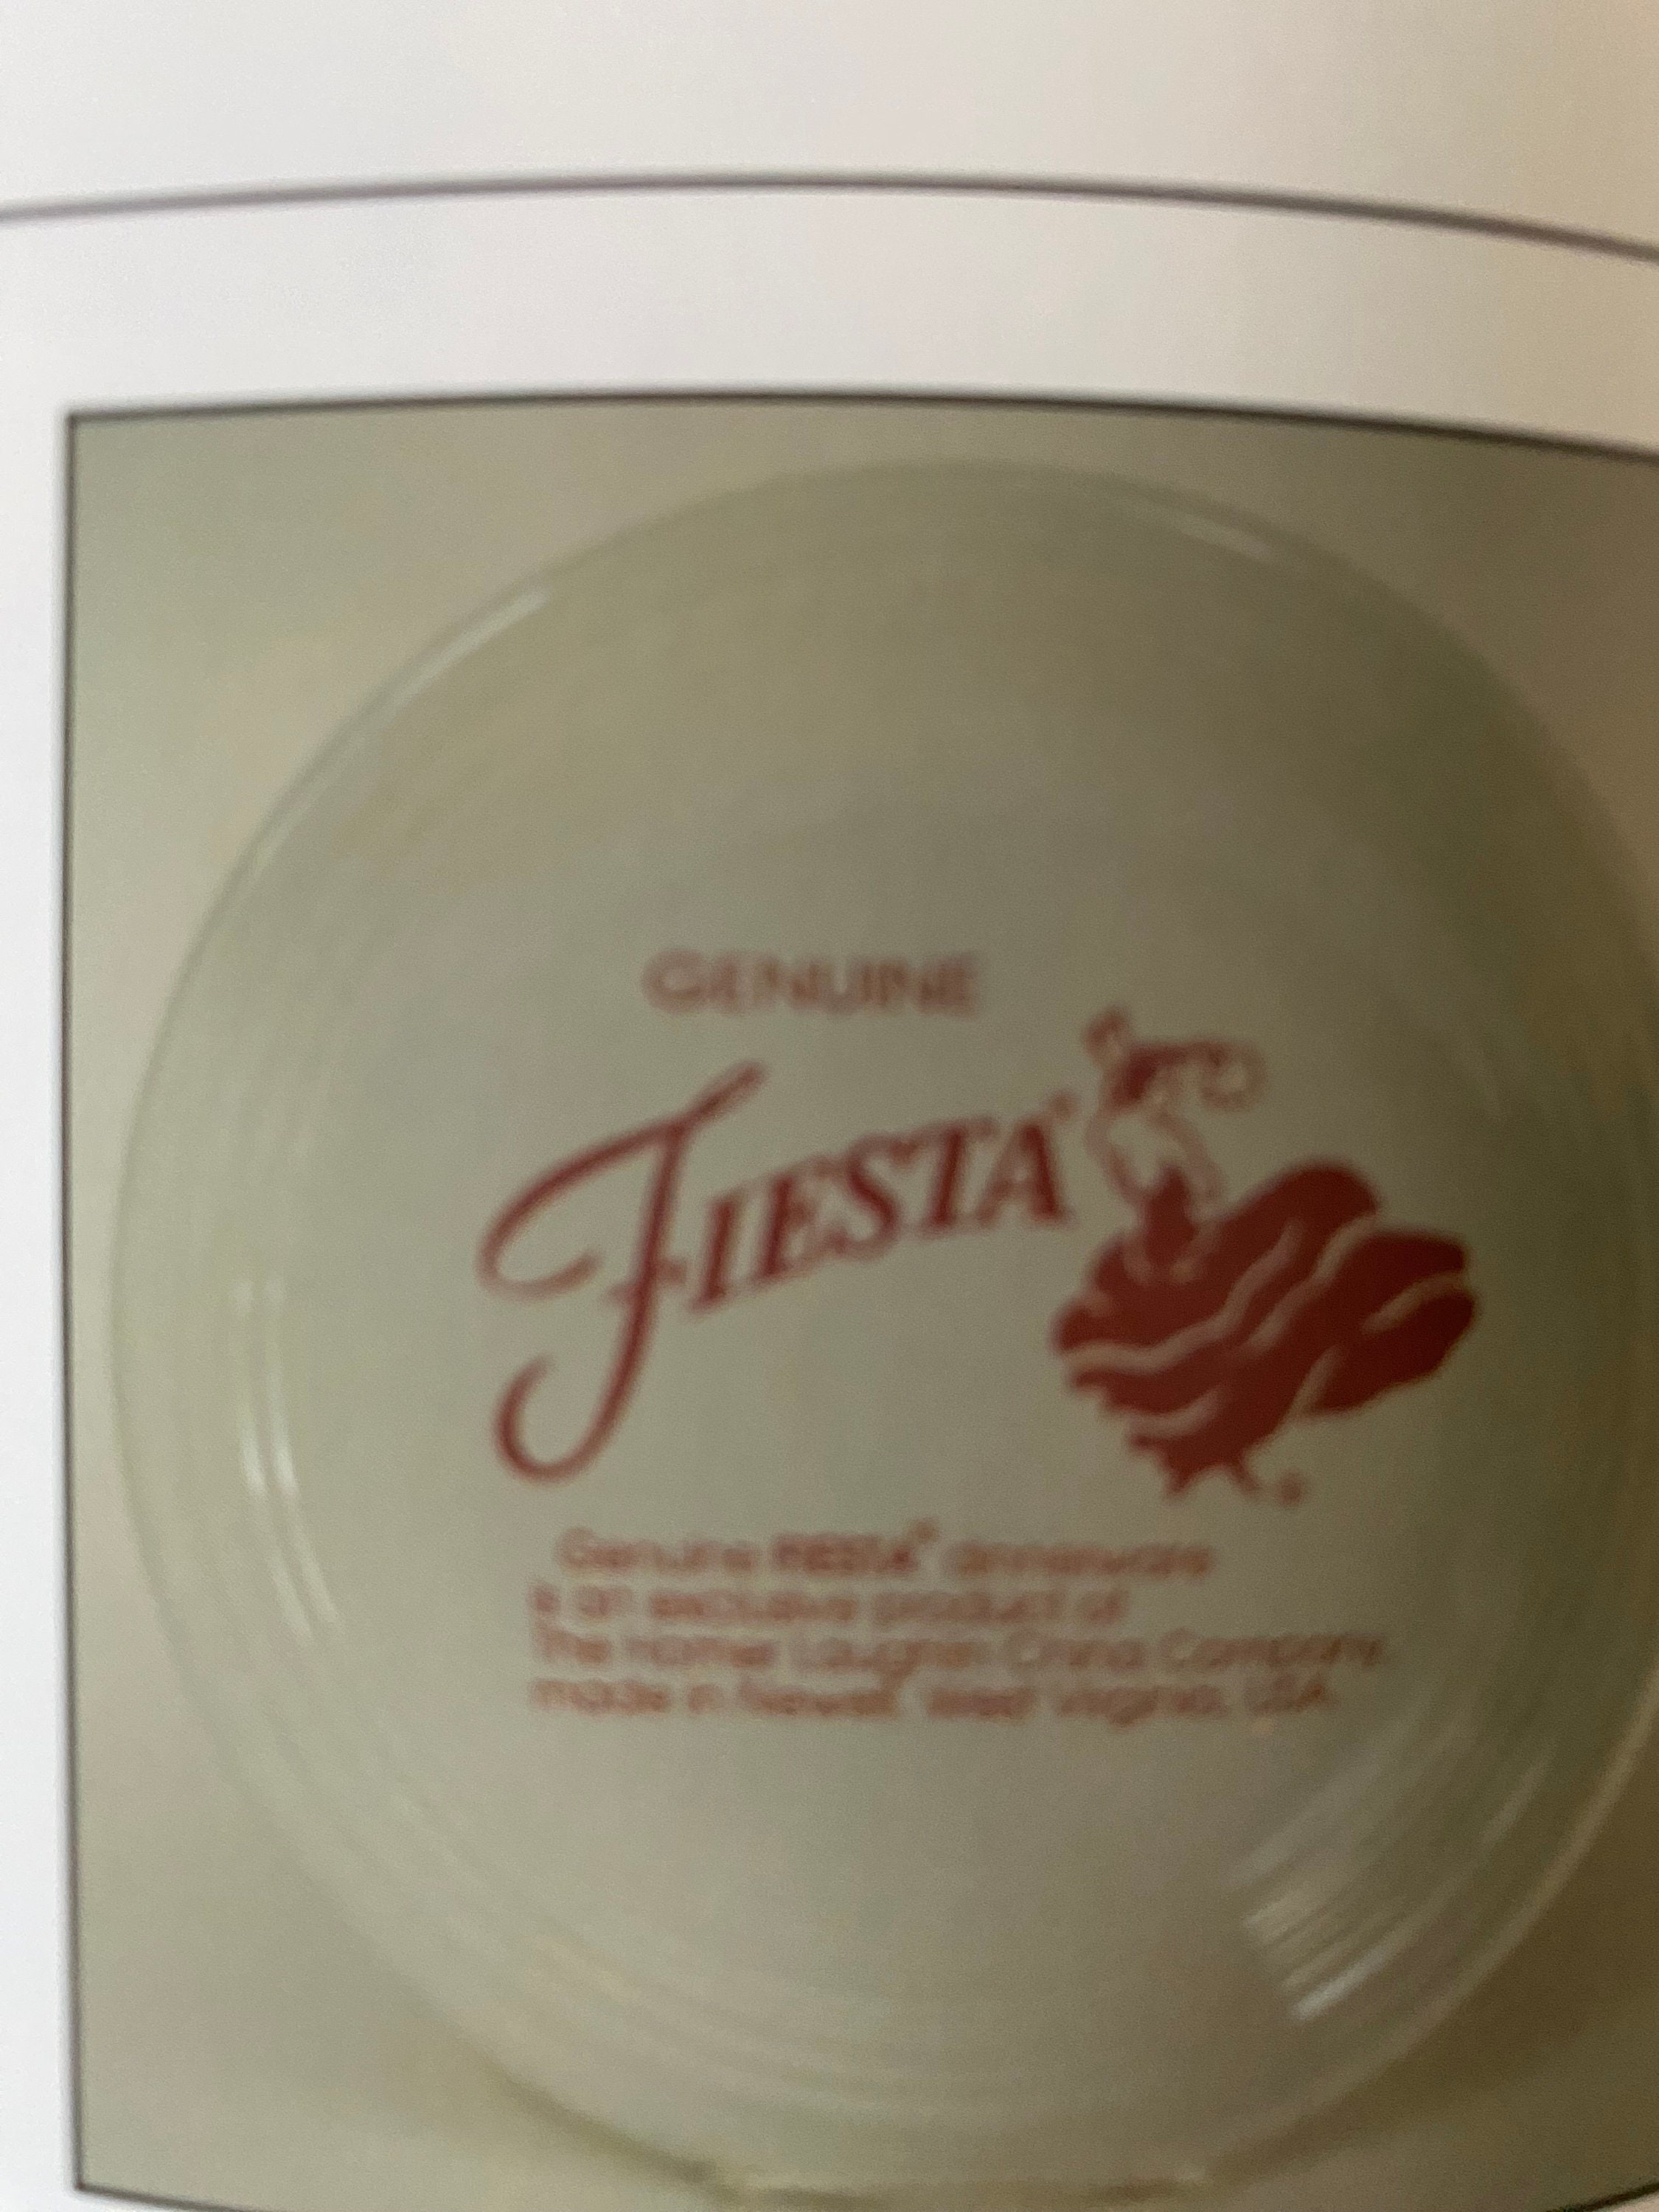 GENUINE
FIESTA®
Genuine FIESTA® dinnerware
is an exclusive product of
The Homer Laughlin China Company,
made in Newell, West Virginia, USA.